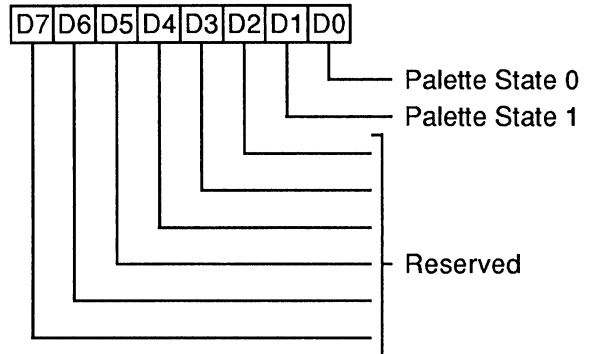 D7 D6 D5 D4 D3 D2 D1 D0
Palette State 0
Palette State 1
Reserved